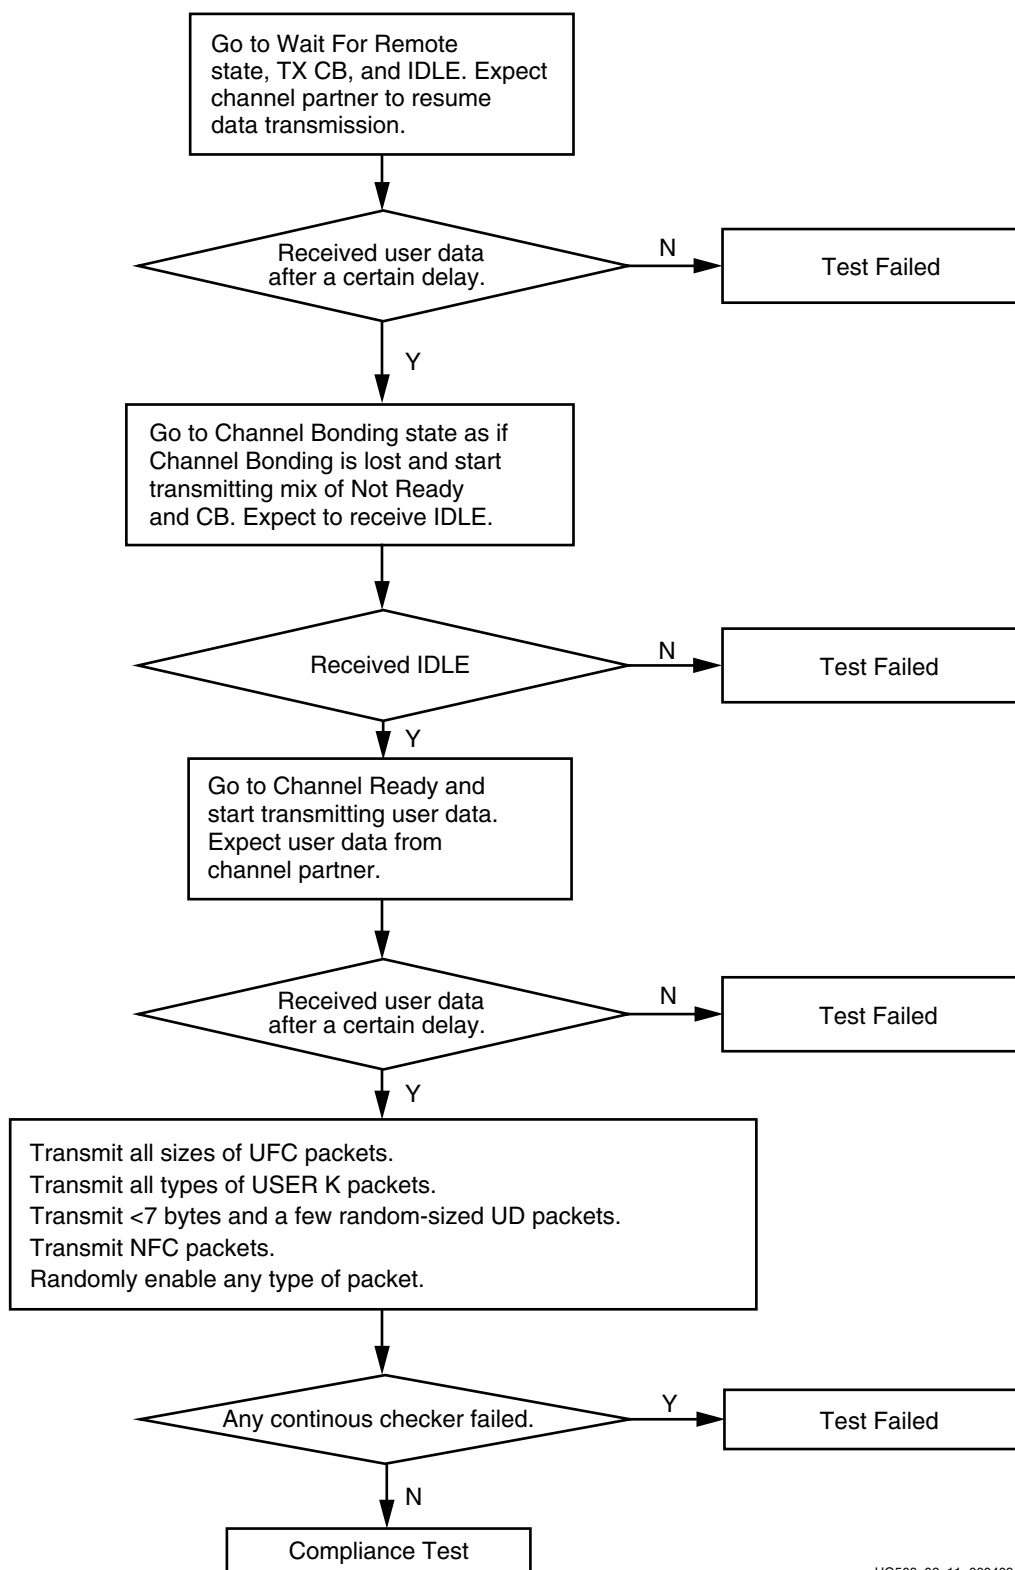 Go to Wait For Remote
state, TX CB, and IDLE. Expect
channel partner to resume
data transmission.
Received user data
after a certain delay.
N
Test Failed
Y
Go to Channel Bonding state as if
Channel Bonding is lost and start
transmitting mix of Not Ready
and CB. Expect to receive IDLE.
Received IDLE
N
Test Failed
Y
Go to Channel Ready and
start transmitting user data.
Expect user data from
channel partner.
Received user data
after a certain delay.
N
Test Failed
Y
Transmit all sizes of UFC packets.
Transmit all types of USER K packets.
Transmit <7 bytes and a few random-sized UD packets.
Transmit NFC packets.
Randomly enable any type of packet.
Any continous checker failed.
Y
Test Failed
N
Compliance Test